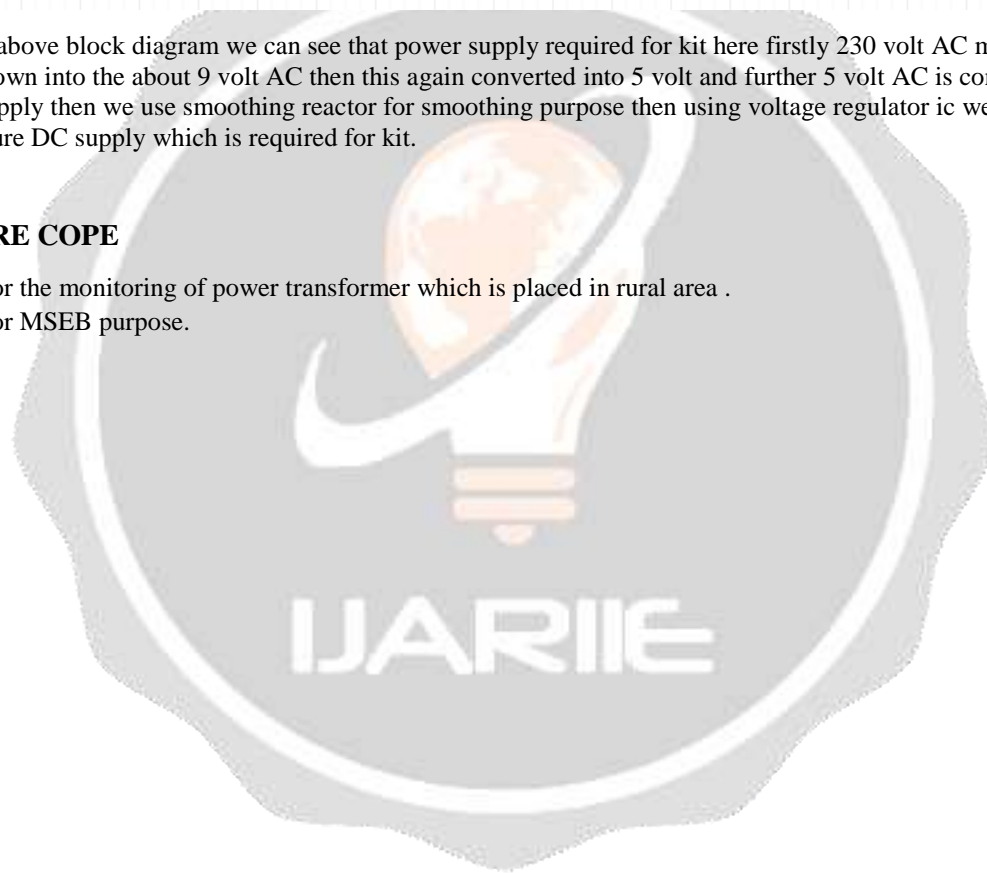 above block diagram we can see that power supply required for kit here firstly 230 volt AC
own into the about 9 volt AC then this again converted into 5 volt and further 5 volt AC is
pply then we use smoothing reactor for smoothing purpose then using voltage regulator ic we
ure DC supply which is required for kit.
RE COPE
or the monitoring of power transformer which is placed in rural area .
or MSEB purpose.
IJARIIE